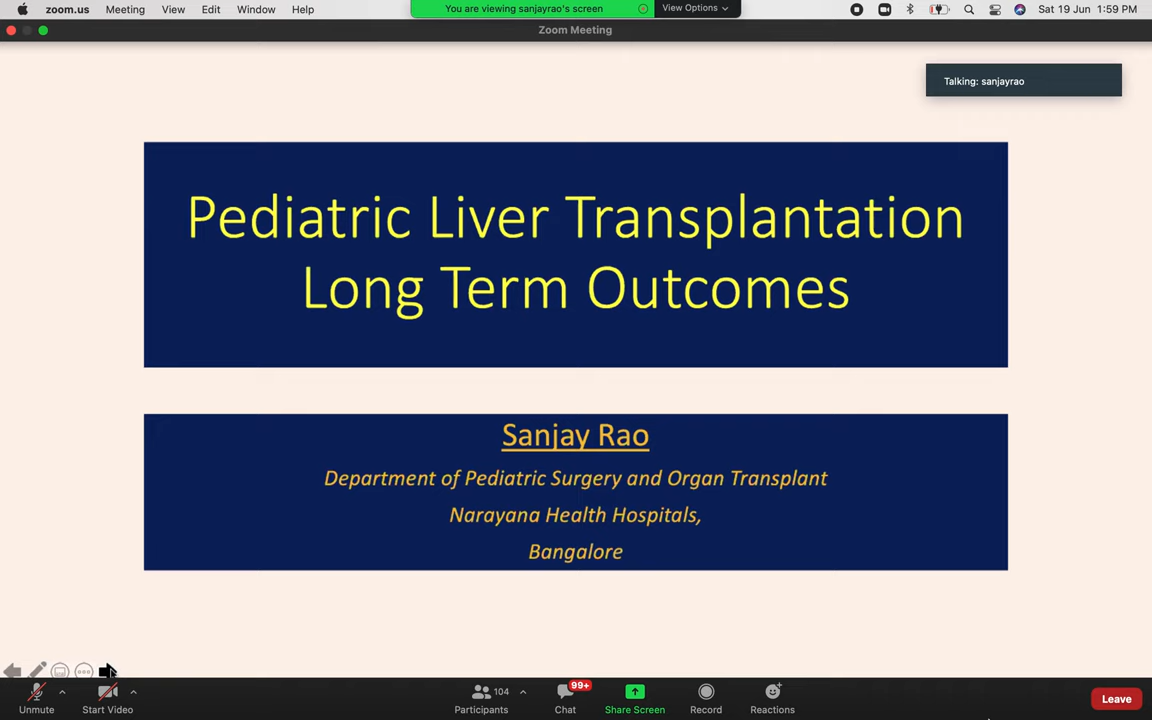 zoom.us Meeting View Edit Window Help
You are viewing sanjayrao's screen View Options
Sat 19 Jun 1:59 PM
Zoom Meeting
Talking: sanjayrao
Pediatric Liver Transplantation
Long Term Outcomes
Sanjay Rao
Department of Pediatric Surgery and Organ Transplant
Narayana Health Hospitals,
Bangalore
104
99+
Unmute Start Video Participants Chat Share Screen Record Reactions Leave